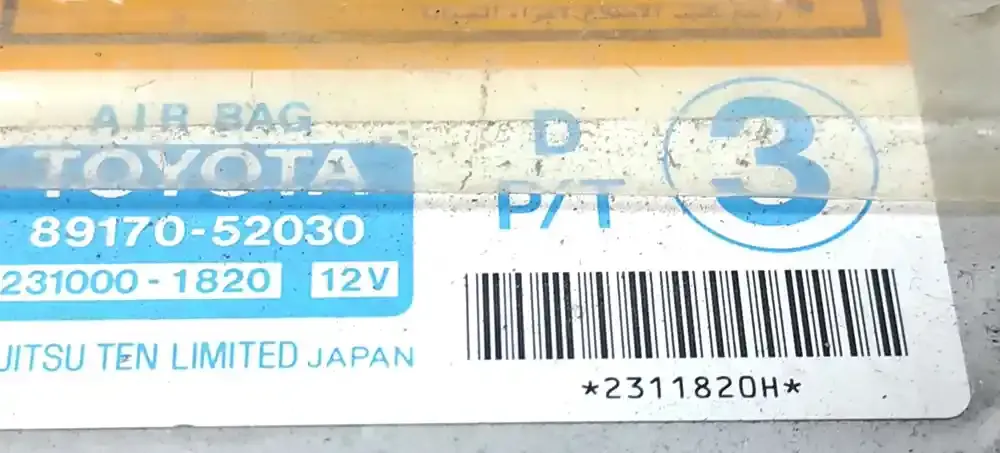 AIR BAG
D
3
TOYOTA
P/T
89170-52030
231000-1820
12V
JITSU TEN LIMITED JAPAN
*2311820H*